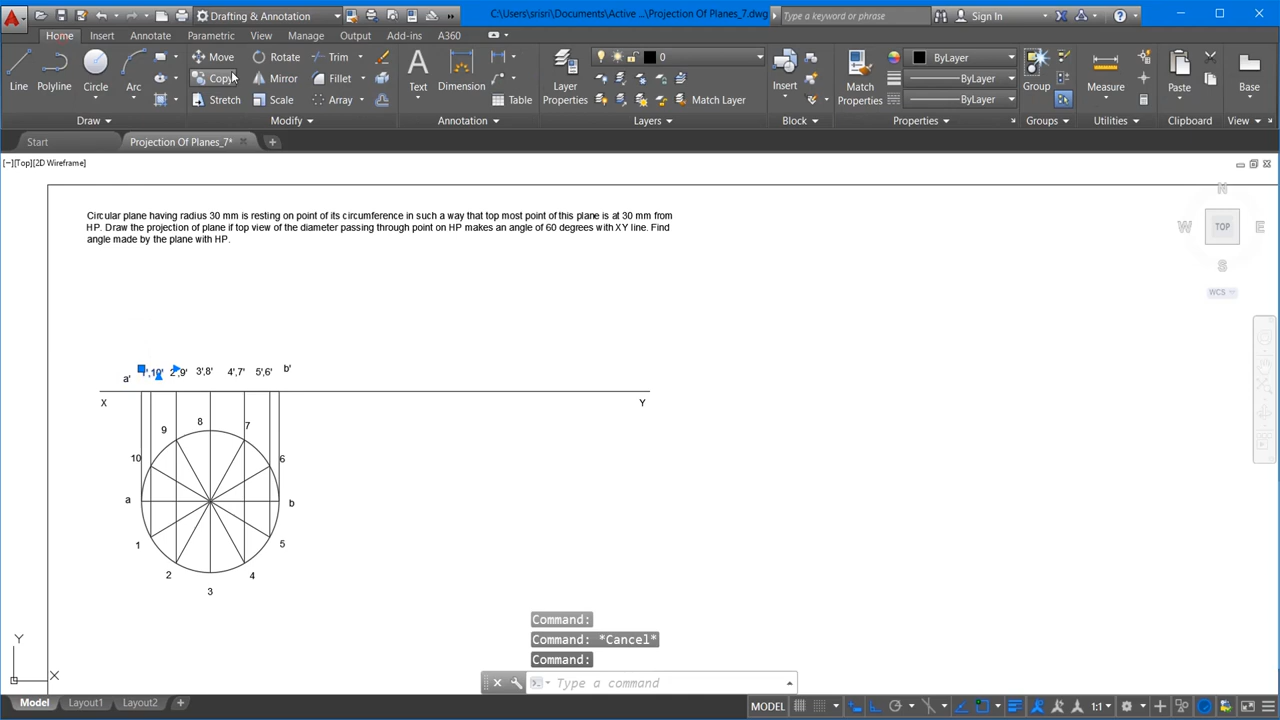 Drafting & Annotation
C:\Users\srisri\Documents\Active ...\Projection Of Planes_7.dwg
Type a keyword or phrase
Sign In
Home Insert Annotate Parametric View Manage Output Add-ins A360
Line Polyline Circle Arc
Move Rotate Trim
Copy Mirror Fillet
Stretch Scale Array
Text Dimension Table
Layer Properties
0
Match Layer
Insert
Match Properties
ByLayer
ByLayer
ByLayer
Group Measure Paste Base
Draw Modify Annotation Layers Block Properties Groups Utilities Clipboard View
Start Projection Of Planes_7*
[−][Top][2D Wireframe]
N
W TOP E
S
WCS
Circular plane having radius 30 mm is resting on point of its circumference in such a way that top most point of this plane is at 30 mm from
HP. Draw the projection of plane if top view of the diameter passing through point on HP makes an angle of 60 degrees with XY line. Find
angle made by the plane with HP.
a' 1',10' 2',9' 3',8' 4',7' 5',6' b'
X Y
9 8 7
10 6
a b
1 5
2 4
3
Y
X
Command:
Command: *Cancel*
Command:
Type a command
Model Layout1 Layout2
MODEL 1:1